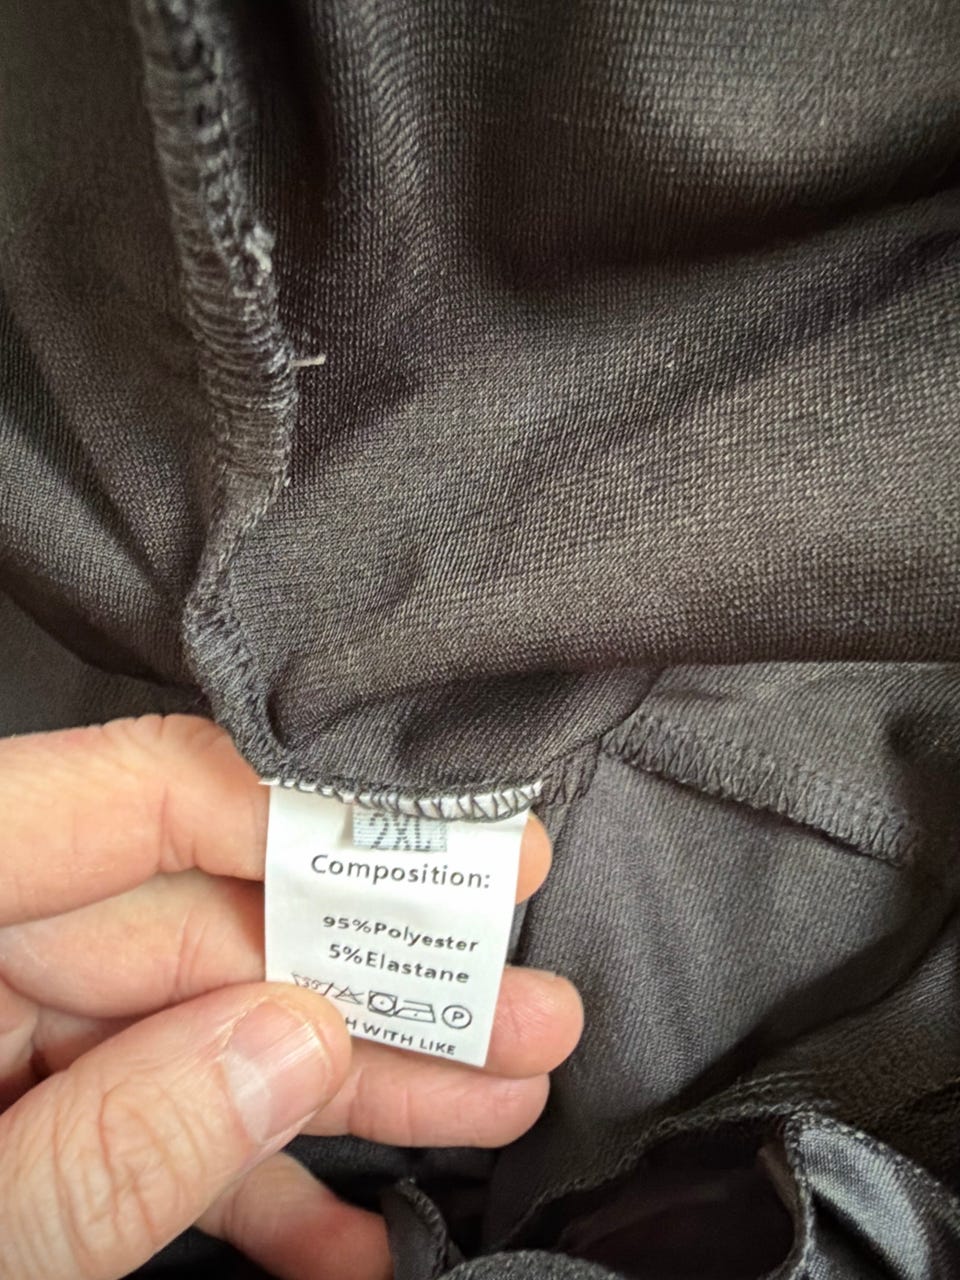 2XL
Composition:
95%Polyester
5%Elastane
P
WITH LIKE